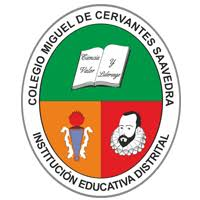 COLEGIO MIGUEL DE CERVANTES SAAVEDRA
Ciencia Y
Valor Liderazgo
INSTITUCIÓN EDUCATIVA DISTRITAL